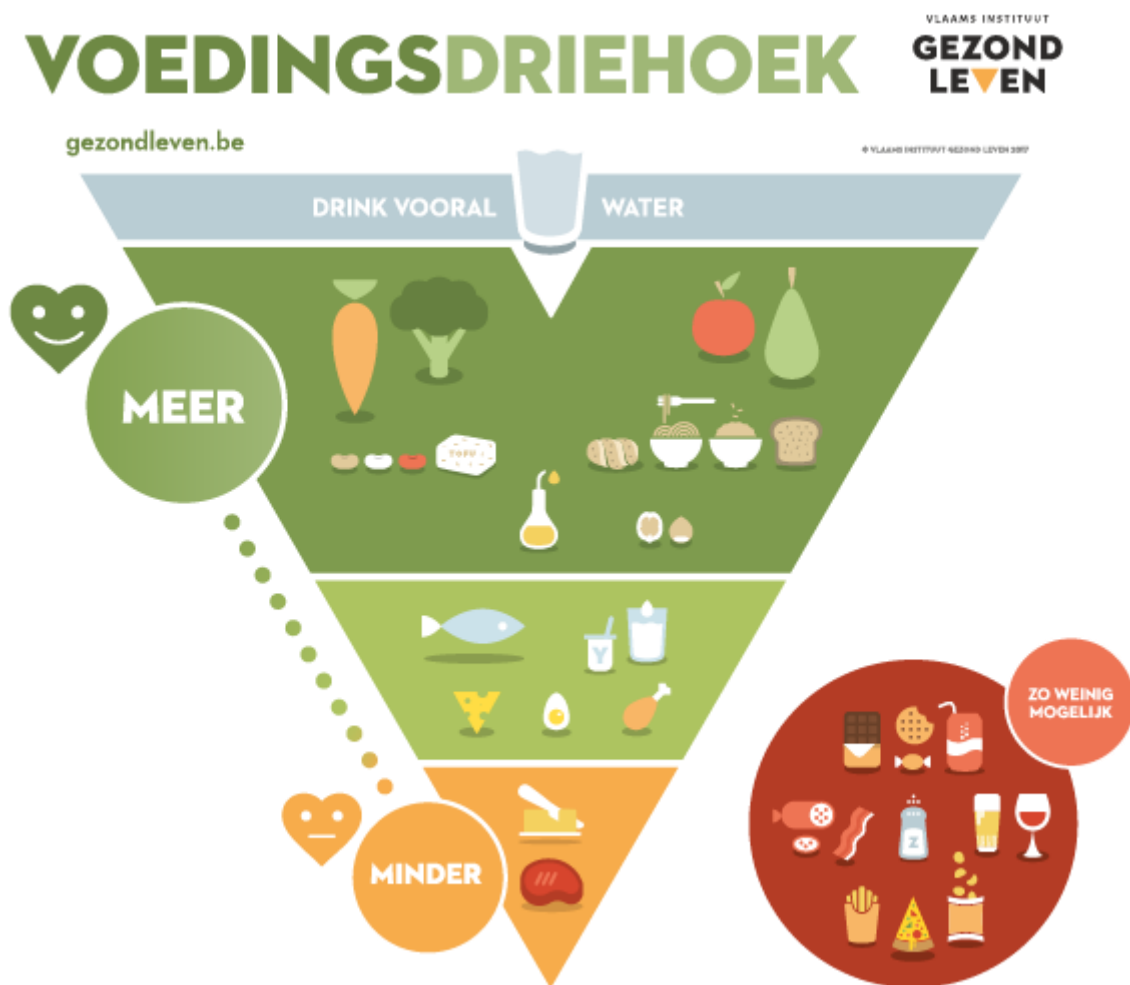 VLAAMS INSTITUUT
GEZOND
LEVEN
VOEDINGSDRIEHOEK
gezondleven.be
© VLAAMS INSTITUUT GEZOND LEVEN 2017
DRINK VOORAL WATER
MEER
TOFU
Y
ZO WEINIG
MOGELIJK
Z
MINDER